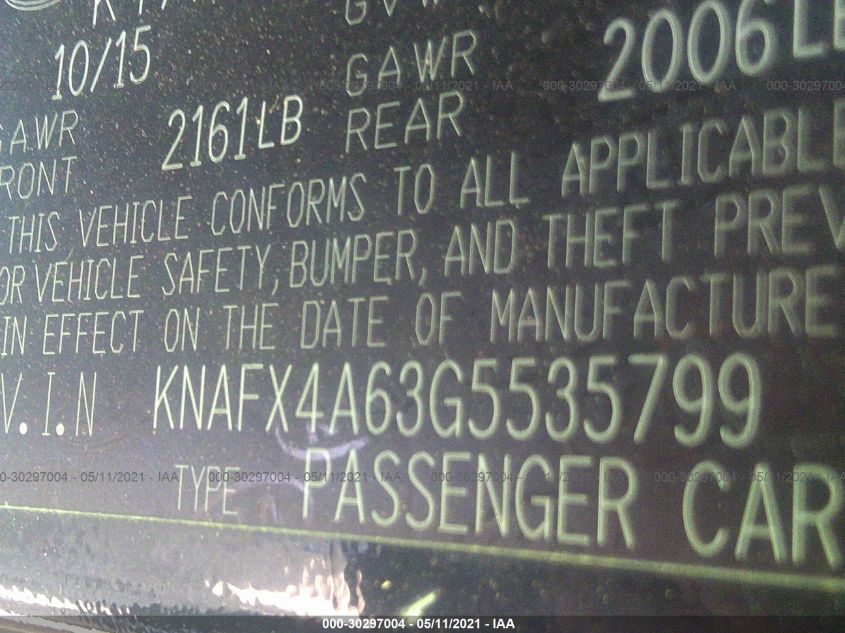 10/15
GAWR
2006LB
GAWR
FRONT
2161LB
REAR
THIS VEHICLE CONFORMS TO ALL APPLICABLE
OR VEHICLE SAFETY, BUMPER, AND THEFT PREV
IN EFFECT ON THE DATE OF MANUFACTURE
V.I.N KNAFX4A63G5535799
TYPE PASSENGER CAR
000-30297004 - 05/11/2021 - IAA